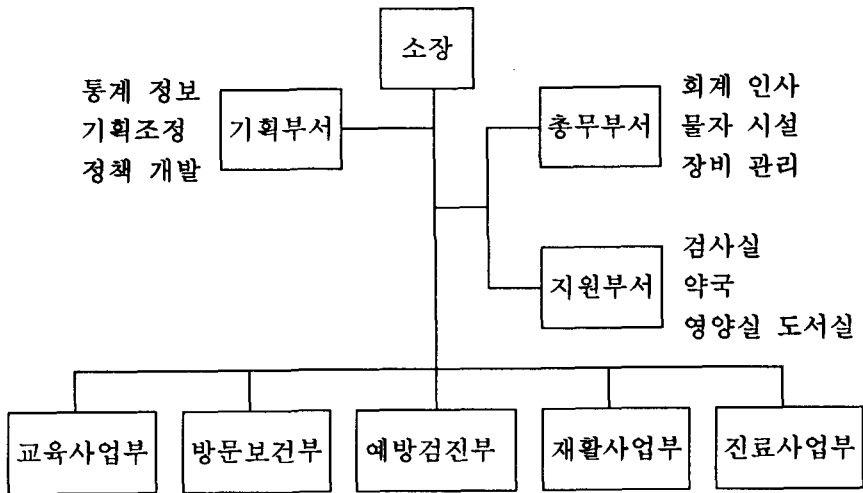 소장
통계 정보
기획조정
정책 개발
기획부서
총무부서
회계 인사
물자 시설
장비 관리
지원부서
검사실
약국
영양실 도서실
교육사업부
방문보건부
예방검진부
재활사업부
진료사업부